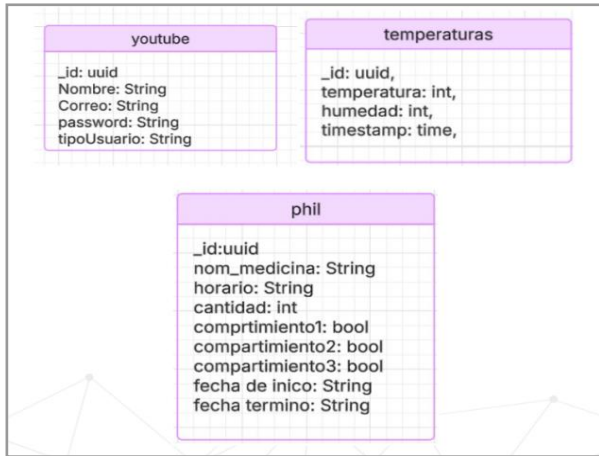 youtube
_id: uuid
Nombre: String
Correo: String
password: String
tipoUsuario: String
temperaturas
_id: uuid,
temperatura: int,
humedad: int,
timestamp: time,
phil
_id:uuid
nom_medicina: String
horario: String
cantidad: int
comprtimiento1: bool
compartimiento2: bool
compartimiento3: bool
fecha de inico: String
fecha termino: String